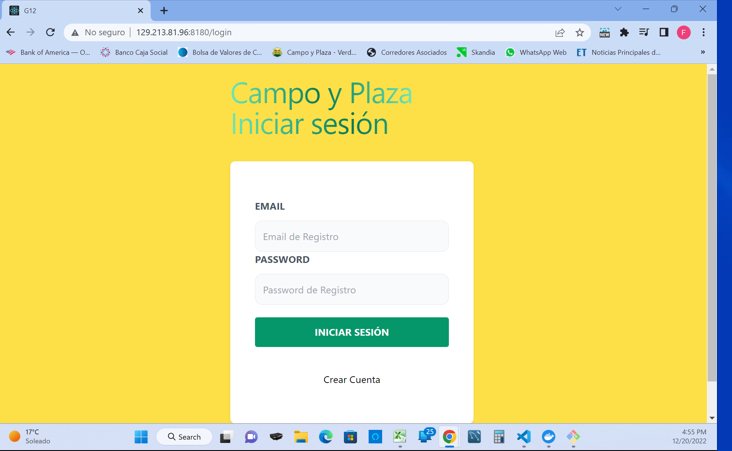 G12
No seguro
129.213.81.96:8180/login
F
Bank of America — O...
Banco Caja Social
Bolsa de Valores de C...
Campo y Plaza - Verd...
Corredores Asociados
Skandia
WhatsApp Web
ET
Noticias Principales d...
»
Campo y Plaza
Iniciar sesión
EMAIL
Email de Registro
PASSWORD
Password de Registro
INICIAR SESIÓN
Crear Cuenta
17°C
Soleado
Search
25
4:55 PM
12/20/2022